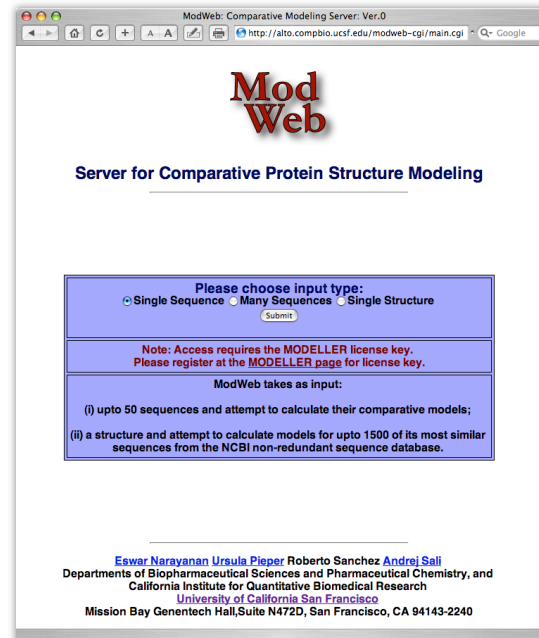 ModWeb: Comparative Modeling Server: Ver.0
A A http://alto.compbio.ucsf.edu/modweb-cgi/main.cgi Q- Google
Mod
Web
Server for Comparative Protein Structure Modeling
Please choose input type:
Single Sequence Many Sequences Single Structure
Submit
Note: Access requires the MODELLER license key.
Please register at the MODELLER page for license key.
ModWeb takes as input:
(i) upto 50 sequences and attempt to calculate their comparative models;
(ii) a structure and attempt to calculate models for upto 1500 of its most similar
sequences from the NCBI non-redundant sequence database.
Eswar Narayanan Ursula Pieper Roberto Sanchez Andrej Sali
Departments of Biopharmaceutical Sciences and Pharmaceutical Chemistry, and
California Institute for Quantitative Biomedical Research
University of California San Francisco
Mission Bay Genentech Hall,Suite N472D, San Francisco, CA 94143-2240